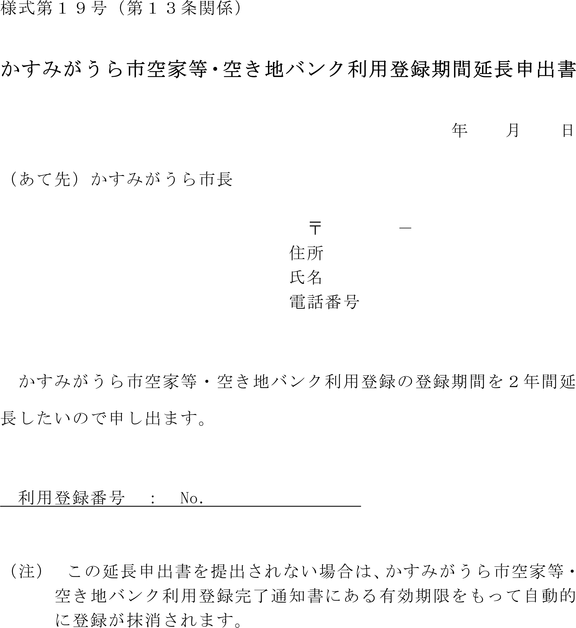 様式第１９号（第１３条関係）
かすみがうら市空家等・空き地バンク利用登録期間延長申出書
年　　月　　日
（あて先）かすみがうら市長
〒　　　　－
住所
氏名
電話番号
かすみがうら市空家等・空き地バンク利用登録の登録期間を２年間延
長したいので申し出ます。
利用登録番号　：　No.
（注）　この延長申出書を提出されない場合は、かすみがうら市空家等・
空き地バンク利用登録完了通知書にある有効期限をもって自動的
に登録が抹消されます。